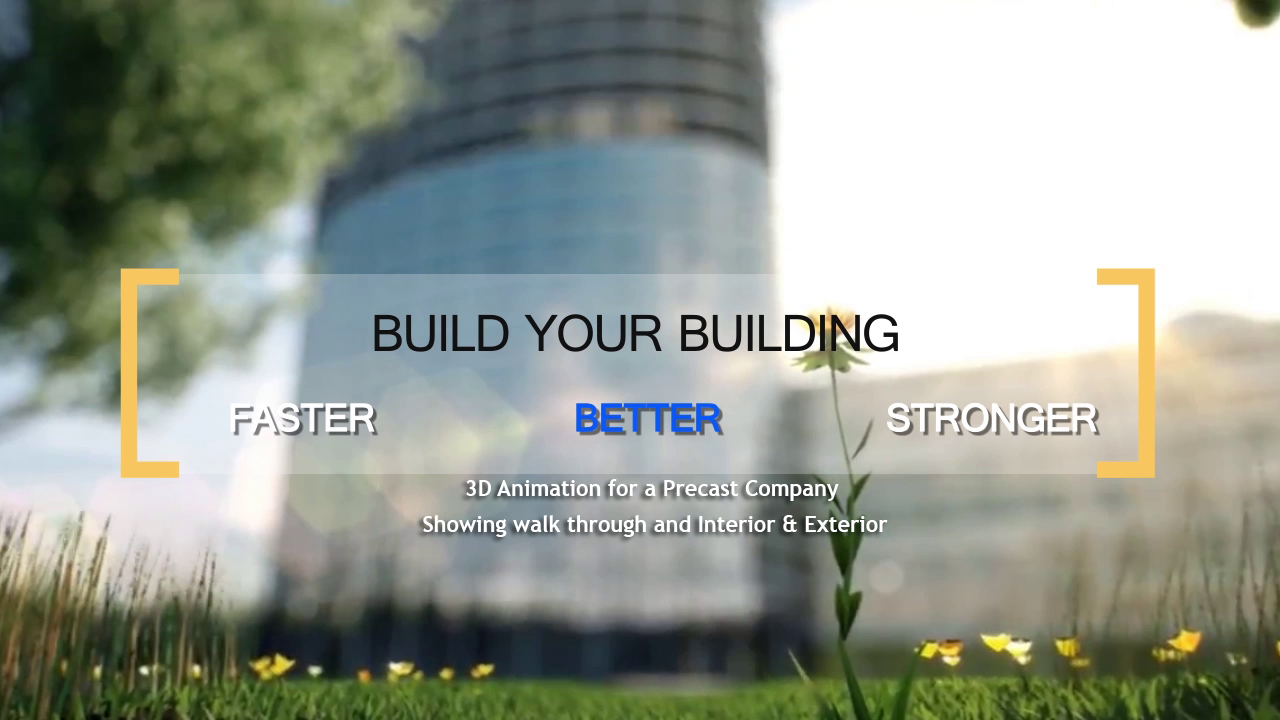 BUILD YOUR BUILDING
FASTER BETTER STRONGER
3D Animation for a Precast Company
Showing walk through and Interior & Exterior